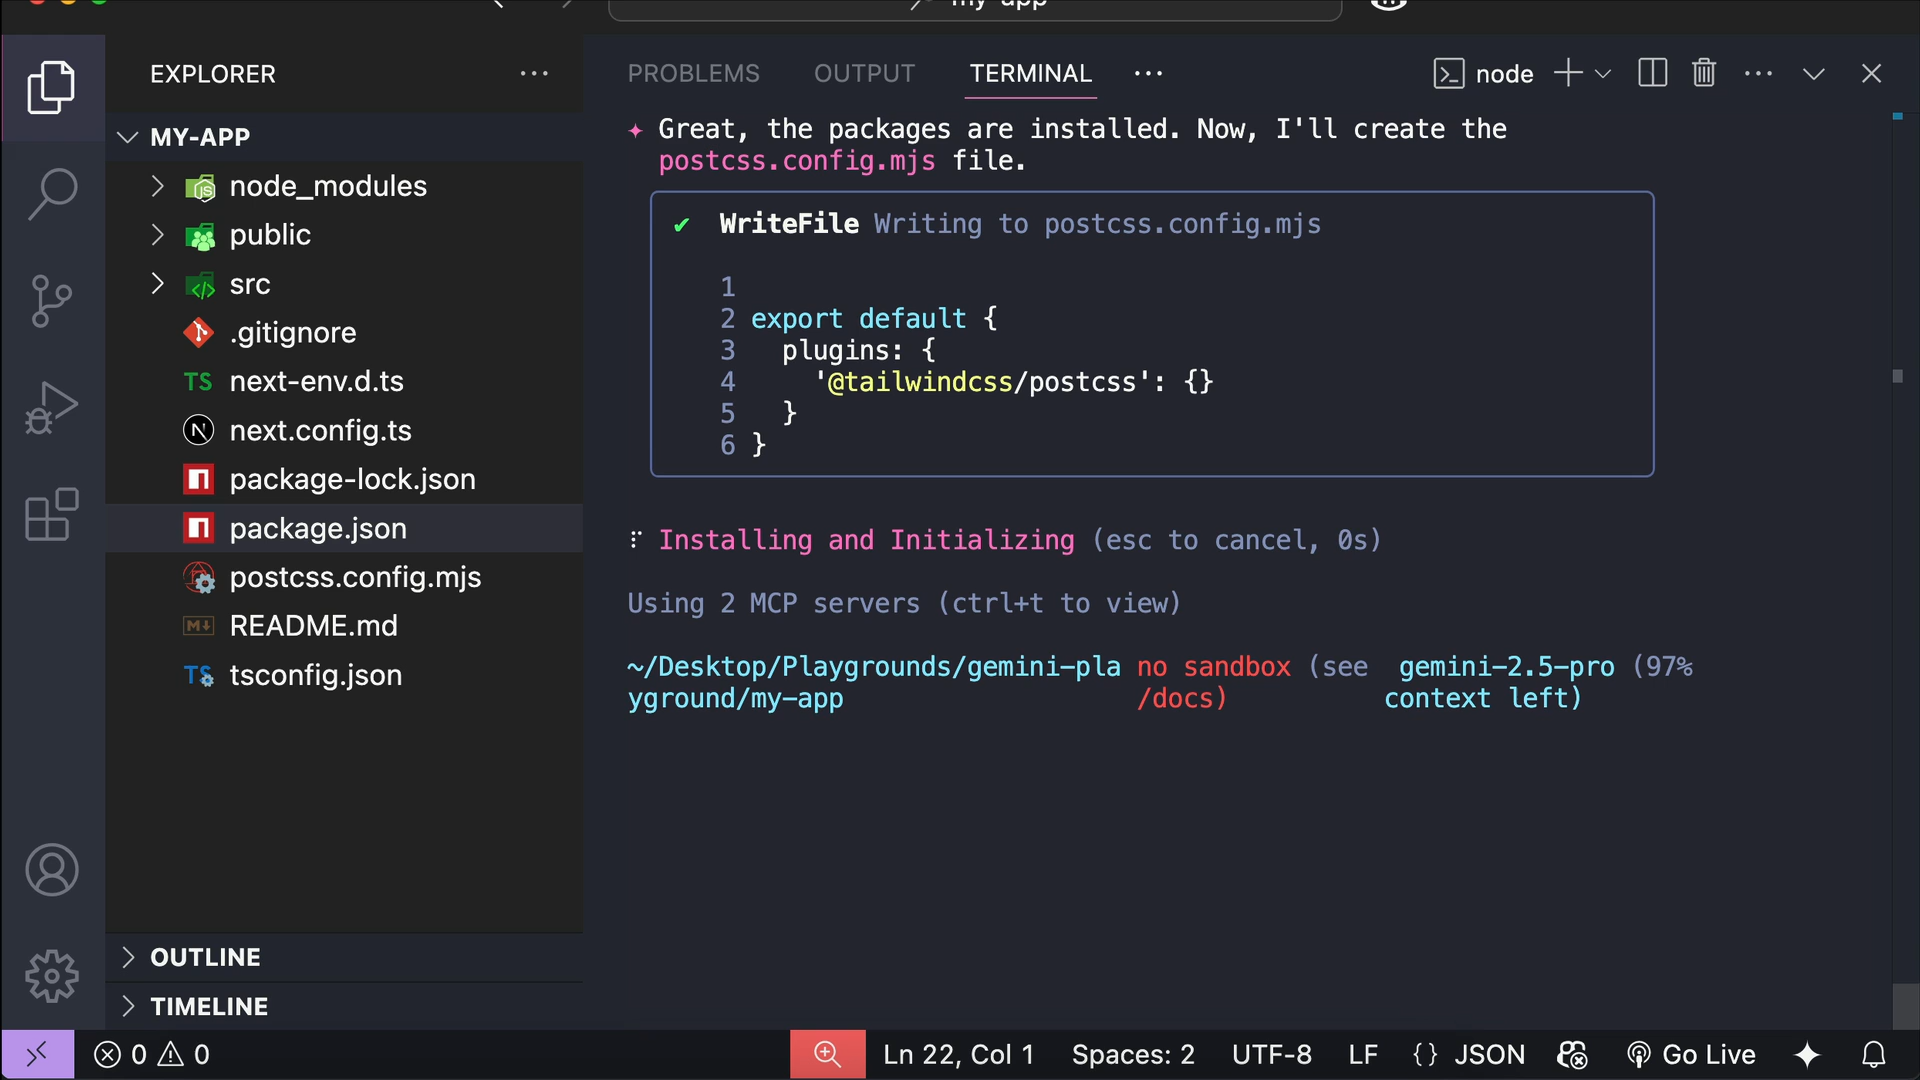 my-app
EXPLORER
MY-APP
node_modules
public
src
.gitignore
TS next-env.d.ts
next.config.ts
package-lock.json
package.json
postcss.config.mjs
M↓ README.md
TS tsconfig.json
OUTLINE
TIMELINE
PROBLEMS OUTPUT TERMINAL ... node
✦ Great, the packages are installed. Now, I'll create the
postcss.config.mjs file.
✔ WriteFile Writing to postcss.config.mjs
1
2 export default {
3 plugins: {
4 '@tailwindcss/postcss': {}
5 }
6 }
Installing and Initializing (esc to cancel, 0s)
Using 2 MCP servers (ctrl+t to view)
~/Desktop/Playgrounds/gemini-pla no sandbox (see gemini-2.5-pro (97%
yground/my-app /docs) context left)
0 0 Ln 22, Col 1 Spaces: 2 UTF-8 LF {} JSON Go Live